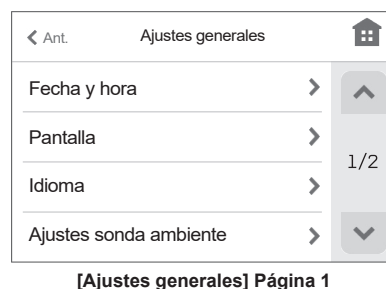 Ant. Ajustes generales
Fecha y hora
Pantalla
1/2
Idioma
Ajustes sonda ambiente
[Ajustes generales] Página 1